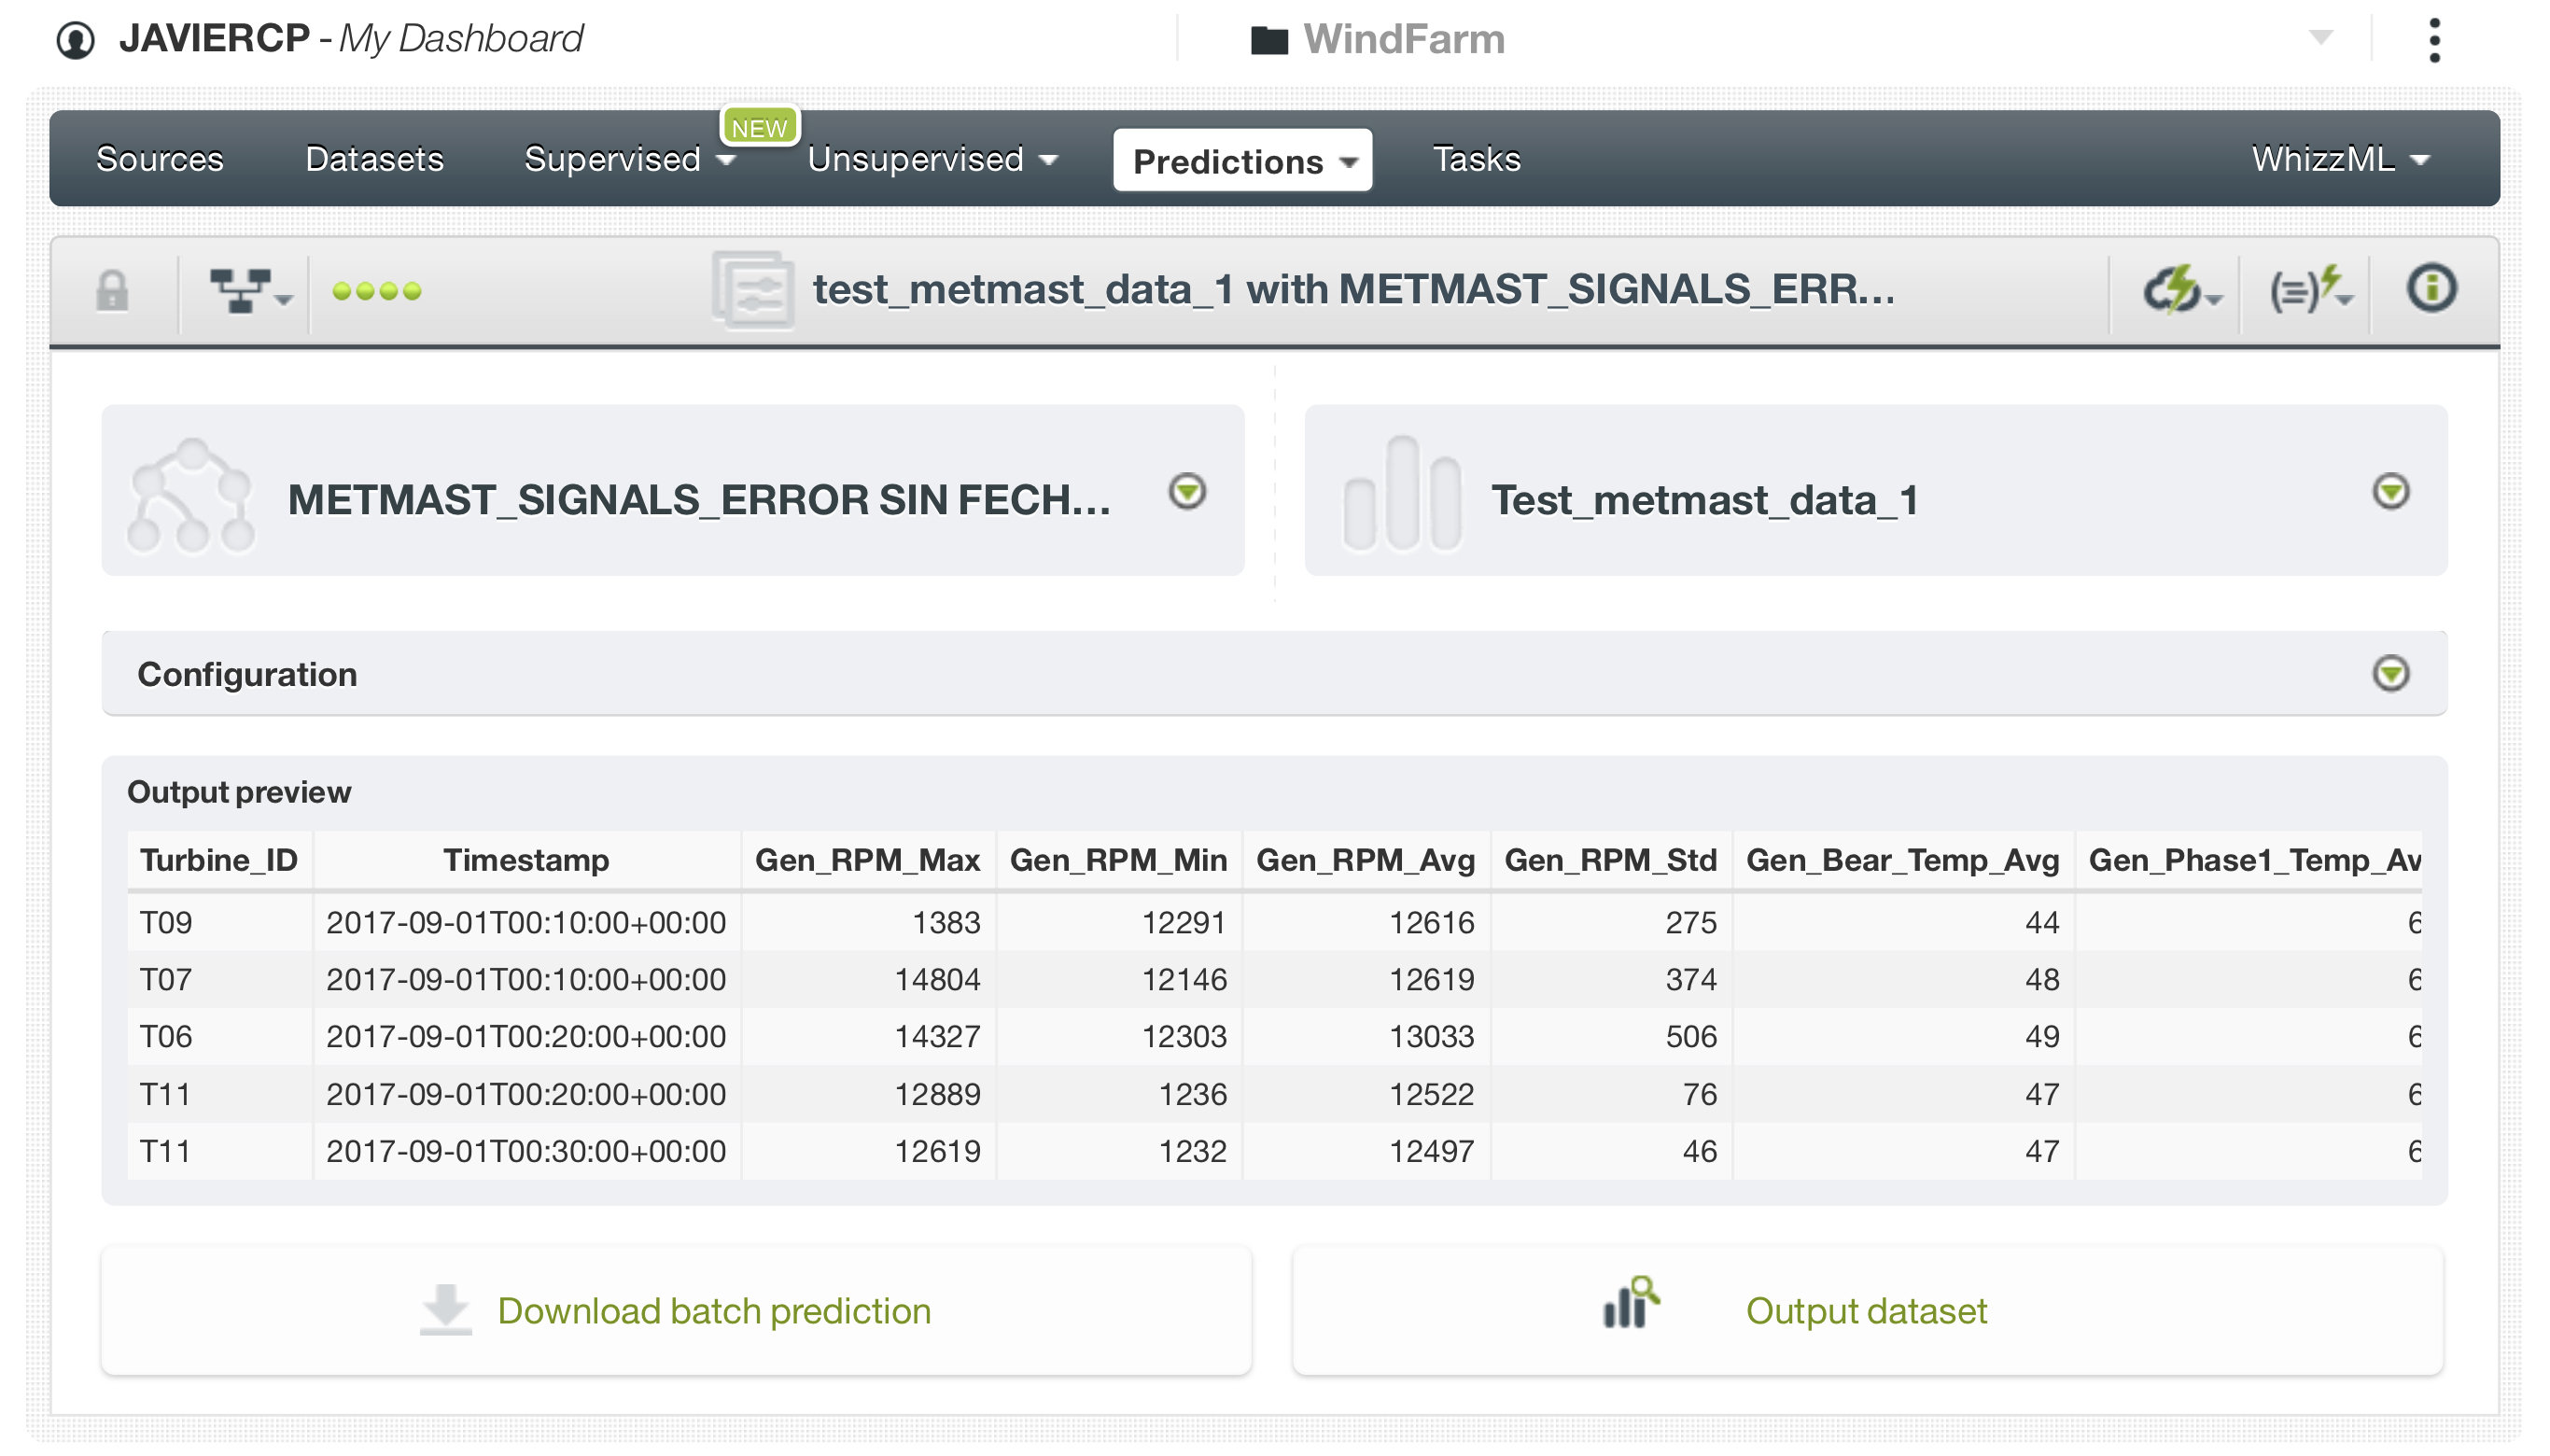 JAVIERCP - My Dashboard WindFarm
NEW
Sources Datasets Supervised Unsupervised Predictions Tasks WhizzML
test_metmast_data_1 with METMAST_SIGNALS_ERR...
METMAST_SIGNALS_ERROR SIN FECH... Test_metmast_data_1
Configuration
Output preview
Turbine_ID Timestamp Gen_RPM_Max Gen_RPM_Min Gen_RPM_Avg Gen_RPM_Std Gen_Bear_Temp_Avg Gen_Phase1_Temp_Av
T09 2017-09-01T00:10:00+00:00 1383 12291 12616 275 44 6
T07 2017-09-01T00:10:00+00:00 14804 12146 12619 374 48 6
T06 2017-09-01T00:20:00+00:00 14327 12303 13033 506 49 6
T11 2017-09-01T00:20:00+00:00 12889 1236 12522 76 47 6
T11 2017-09-01T00:30:00+00:00 12619 1232 12497 46 47 6
Download batch prediction Output dataset